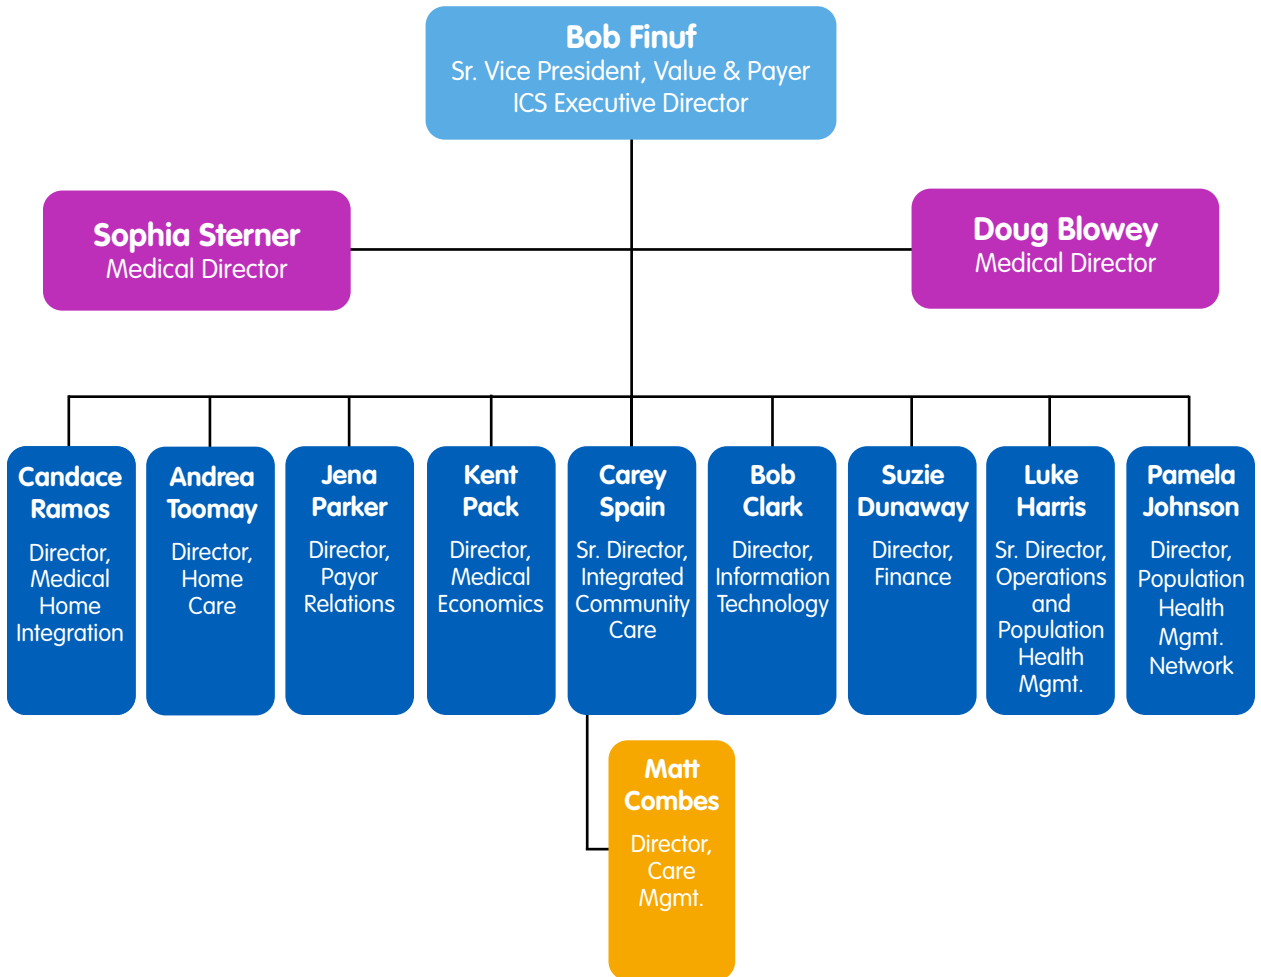 Bob Finuf
Sr. Vice President, Value & Payer
ICS Executive Director
Sophia Sterner
Medical Director
Doug Blowey
Medical Director
Candace
Ramos
Director,
Medical
Home
Integration
Andrea
Toomay
Director,
Home
Care
Jena
Parker
Director,
Payor
Relations
Kent
Pack
Director,
Medical
Economics
Carey
Spain
Sr. Director,
Integrated
Community
Care
Bob
Clark
Director,
Information
Technology
Suzie
Dunaway
Director,
Finance
Luke
Harris
Sr. Director,
Operations
and
Population
Health
Mgmt.
Pamela
Johnson
Director,
Population
Health
Mgmt.
Network
Matt
Combes
Director,
Care
Mgmt.